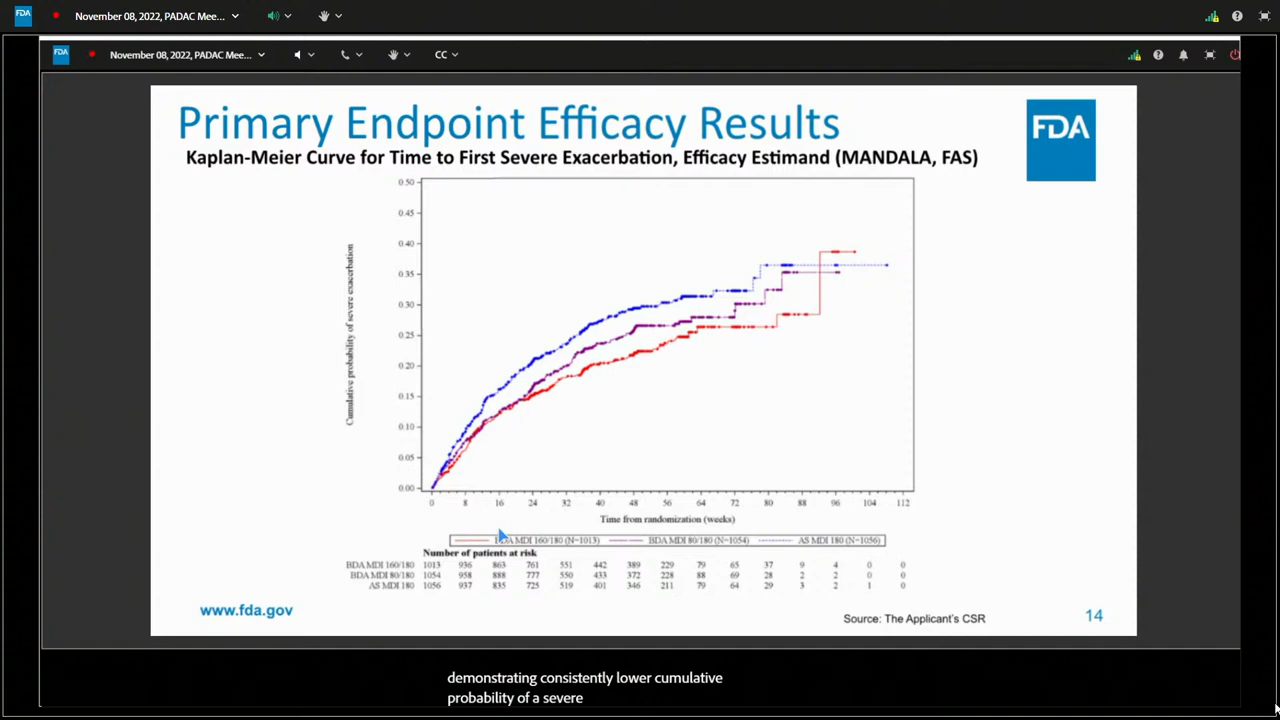 FDA
November 08, 2022, PADAC Mee...
FDA
November 08, 2022, PADAC Mee...
CC
Primary Endpoint Efficacy Results
FDA
Kaplan-Meier Curve for Time to First Severe Exacerbation, Efficacy Estimand (MANDALA, FAS)
Cumulative probability of severe exacerbation
0.50
0.45
0.40
0.35
0.30
0.25
0.20
0.15
0.10
0.05
0.00
0 8 16 24 32 40 48 56 64 72 80 88 96 104 112
Time from randomization (weeks)
BDA MDI 160/180 (N=1013) BDA MDI 80/180 (N=1054) AS MDI 180 (N=1056)
Number of patients at risk
BDA MDI 160/180 1013 936 863 761 551 442 389 229 79 65 37 9 4 0 0
BDA MDI 80/180 1054 958 888 777 550 433 372 228 88 69 28 2 2 0 0
AS MDI 180 1056 937 835 725 519 401 346 211 79 64 29 3 2 1 0
www.fda.gov
Source: The Applicant's CSR
14
demonstrating consistently lower cumulative
probability of a severe